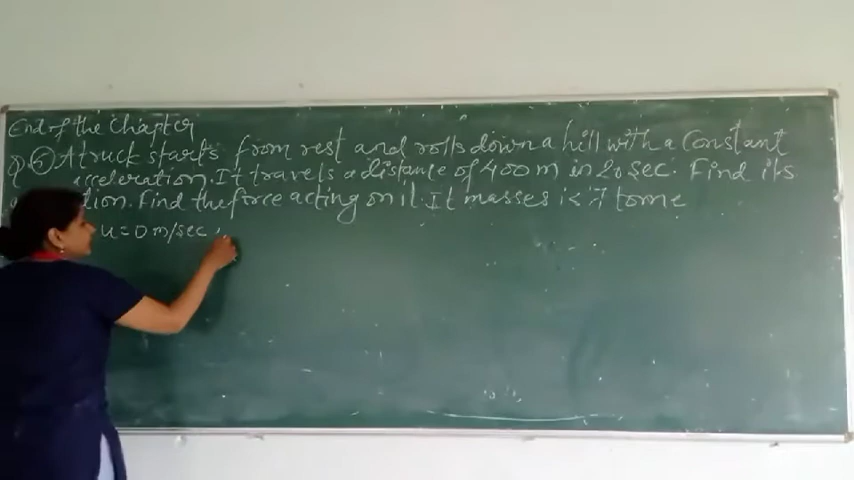 End of the chapter
Q.5 A truck starts from rest and rolls down a hill with a constant
acceleration. It travels a distance of 400 m in 20 sec. Find its
tion. Find the force acting on it. It masses is 7 tonne
u = 0 m/sec